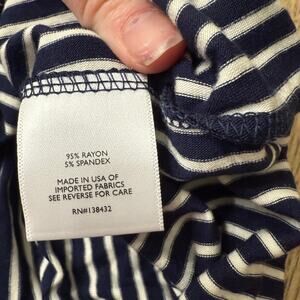 95% RAYON
5% SPANDEX
MADE IN USA OF
IMPORTED FABRICS
SEE REVERSE FOR CARE
RN#138432